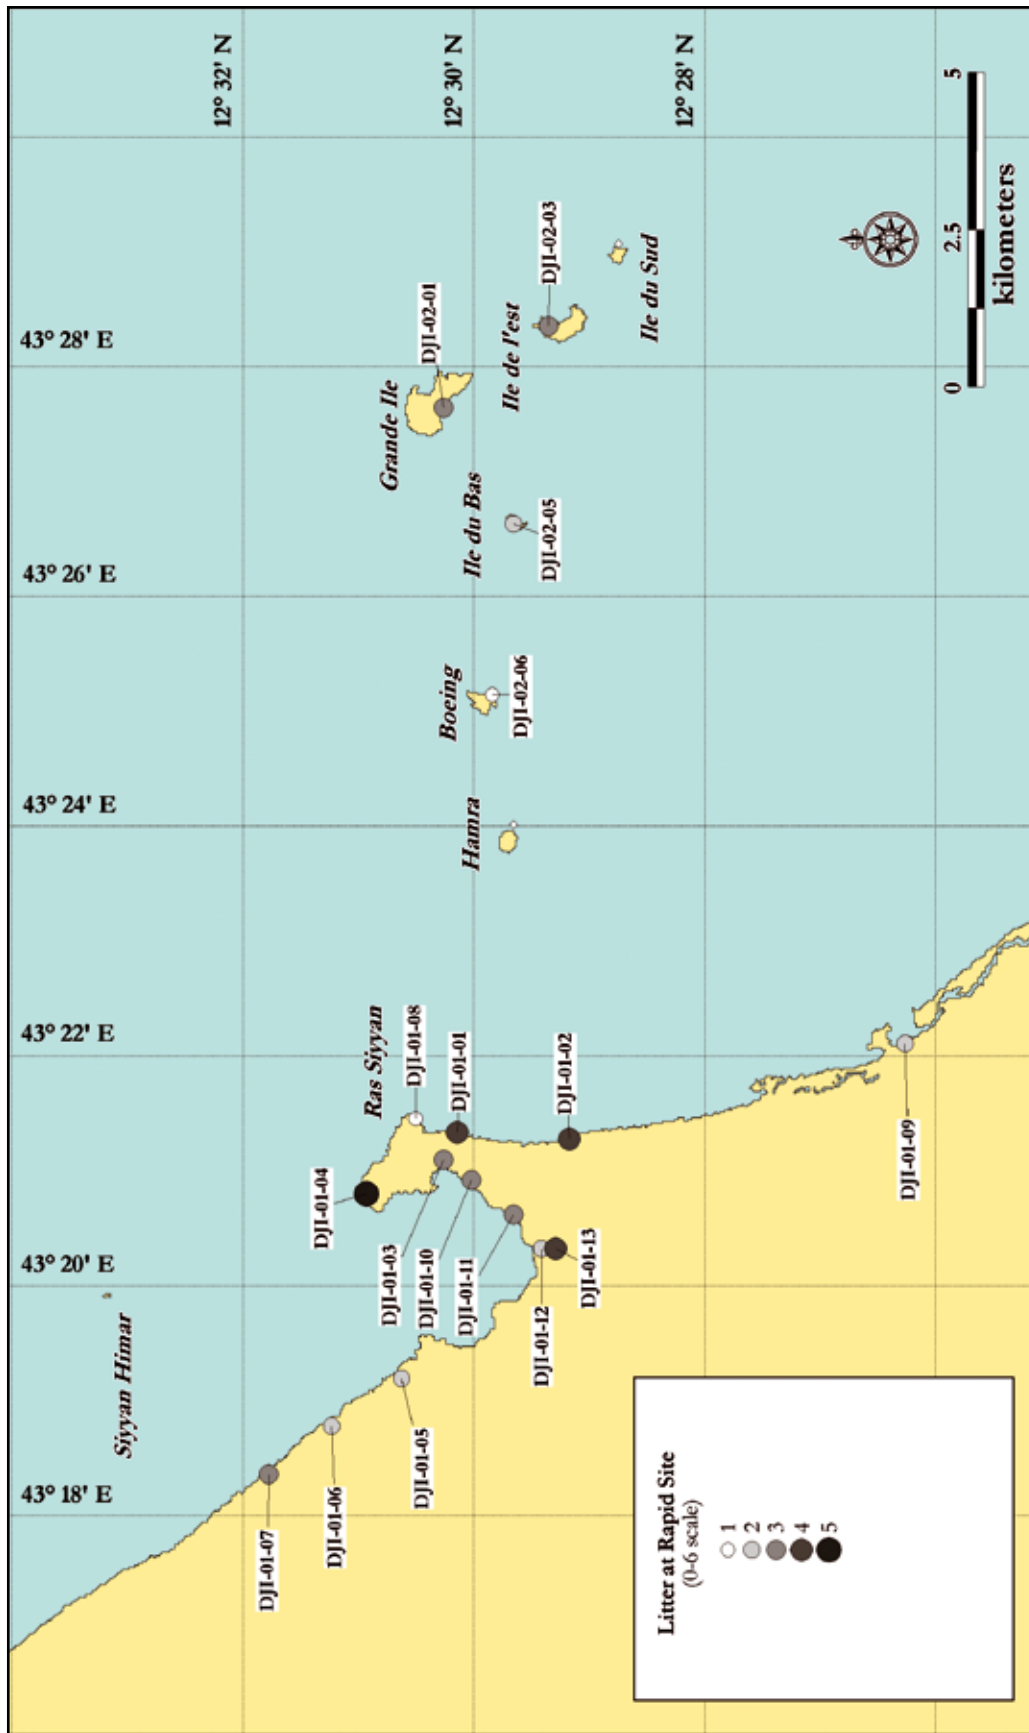 43° 18' E
43° 20' E
43° 22' E
43° 24' E
43° 26' E
43° 28' E
12° 32' N
12° 30' N
12° 28' N
Siyyan Himar
Ras Siyyan
Hamra
Boeing
Ile du Bas
Grande Ile
Ile de l'est
Ile du Sud
DJI-01-07
DJI-01-06
DJI-01-05
DJI-01-04
DJI-01-03
DJI-01-10
DJI-01-11
DJI-01-12
DJI-01-13
DJI-01-08
DJI-01-01
DJI-01-02
DJI-01-09
DJI-02-06
DJI-02-05
DJI-02-01
DJI-02-03
Litter at Rapid Site
(0-6 scale)
1
2
3
4
5
0 2.5 5
kilometers